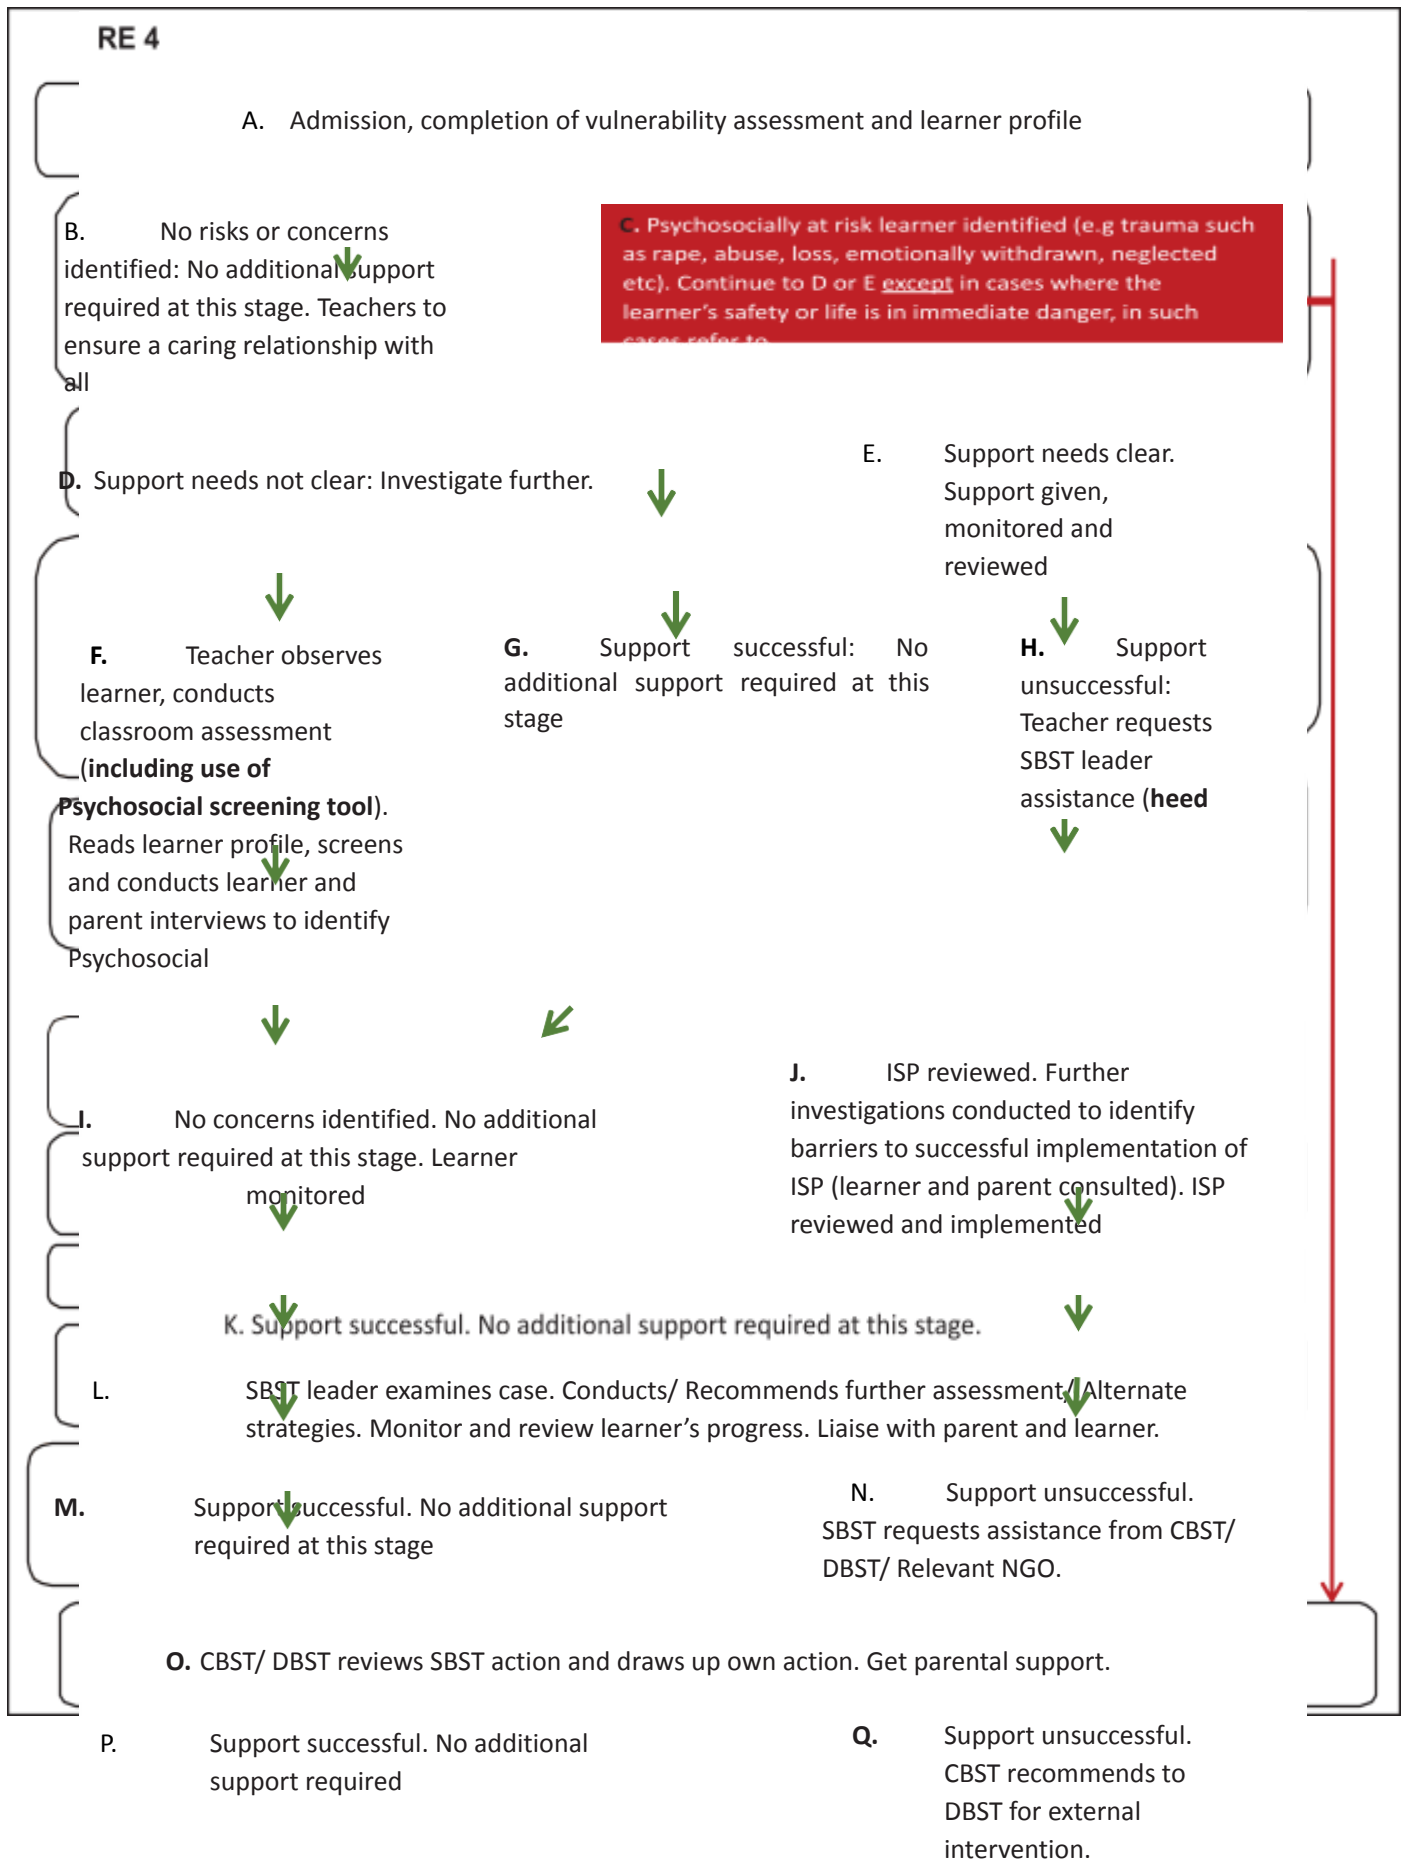 RE 4
A. Admission, completion of vulnerability assessment and learner profile
B. No risks or concerns
identified: No additional support
required at this stage. Teachers to
ensure a caring relationship with
all
C. Psychosocially at risk learner identified (e.g trauma such
as rape, abuse, loss, emotionally withdrawn, neglected
etc). Continue to D or E except in cases where the
learner's safety or life is in immediate danger, in such
cases refer to
D. Support needs not clear: Investigate further.
E. Support needs clear.
Support given,
monitored and
reviewed
F. Teacher observes
learner, conducts
classroom assessment
(including use of
Psychosocial screening tool).
Reads learner profile, screens
and conducts learner and
parent interviews to identify
Psychosocial
G. Support successful: No
additional support required at this
stage
H. Support
unsuccessful:
Teacher requests
SBST leader
assistance (heed
I. No concerns identified. No additional
support required at this stage. Learner
monitored
J. ISP reviewed. Further
investigations conducted to identify
barriers to successful implementation of
ISP (learner and parent consulted). ISP
reviewed and implemented
K. Support successful. No additional support required at this stage.
L. SBST leader examines case. Conducts/ Recommends further assessment/ Alternate
strategies. Monitor and review learner's progress. Liaise with parent and learner.
M. Support successful. No additional support
required at this stage
N. Support unsuccessful.
SBST requests assistance from CBST/
DBST/ Relevant NGO.
O. CBST/ DBST reviews SBST action and draws up own action. Get parental support.
P. Support successful. No additional
support required
Q. Support unsuccessful.
CBST recommends to
DBST for external
intervention.